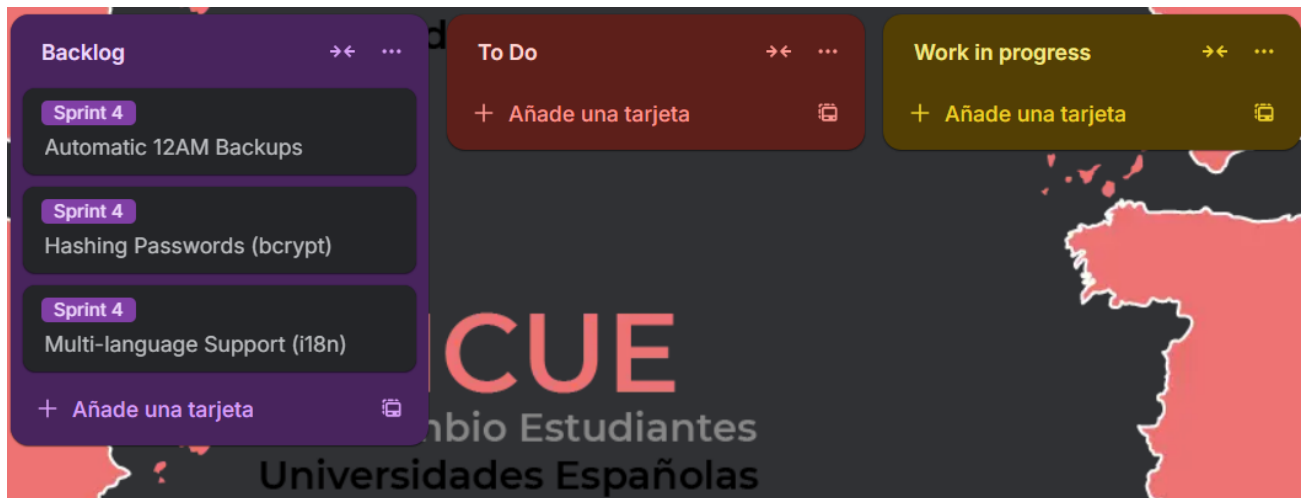 Backlog
Sprint 4
Automatic 12AM Backups
Sprint 4
Hashing Passwords (bcrypt)
Sprint 4
Multi-language Support (i18n)
Añade una tarjeta
To Do
Añade una tarjeta
Work in progress
Añade una tarjeta
CUE
Estudiantes
Universidades Españolas